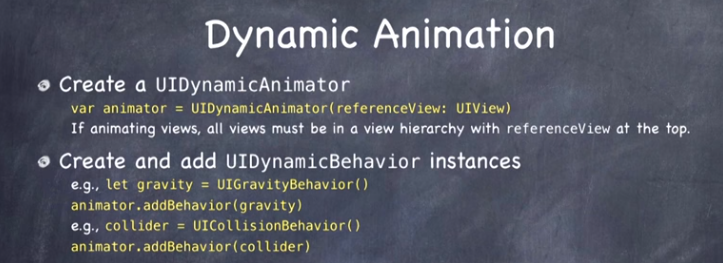 Dynamic Animation
Create a UIDynamicAnimator
var animator = UIDynamicAnimator(referenceView: UIView)
If animating views, all views must be in a view hierarchy with referenceView at the top.
Create and add UIDynamicBehavior instances
e.g., let gravity = UIGravityBehavior()
animator.addBehavior(gravity)
e.g., collider = UICollisionBehavior()
animator.addBehavior(collider)